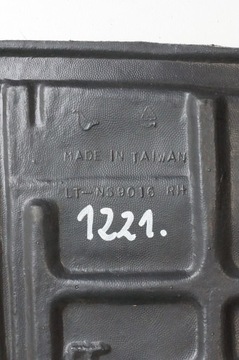 MADE IN TAIWAN
LT-NS9016 RH
1221.